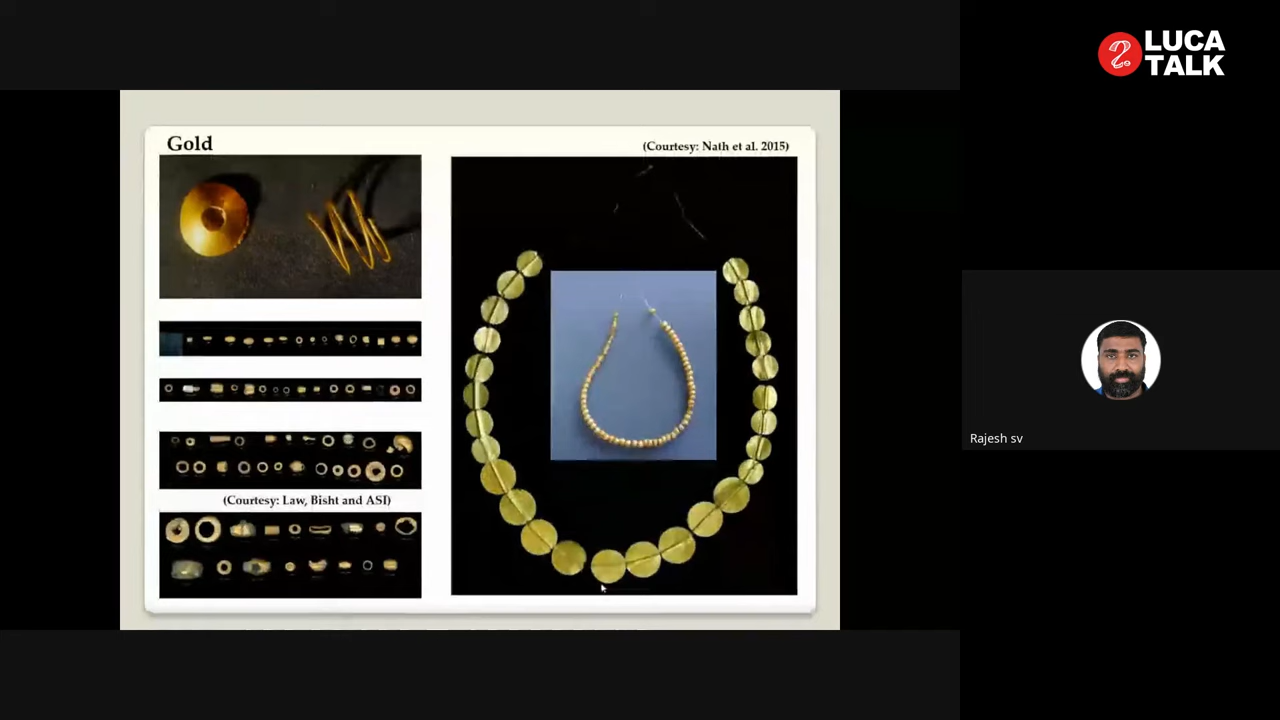 LUCA
TALK
Gold
(Courtesy: Nath et al. 2015)
(Courtesy: Law, Bisht and ASI)
Rajesh sv